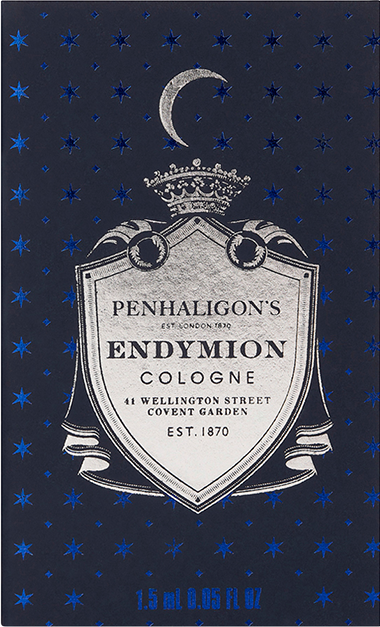 PENHALIGON'S
EST. LONDON 1870
ENDYMION
COLOGNE
41 WELLINGTON STREET
COVENT GARDEN
EST. 1870
1.5 mL 0.05 FL OZ